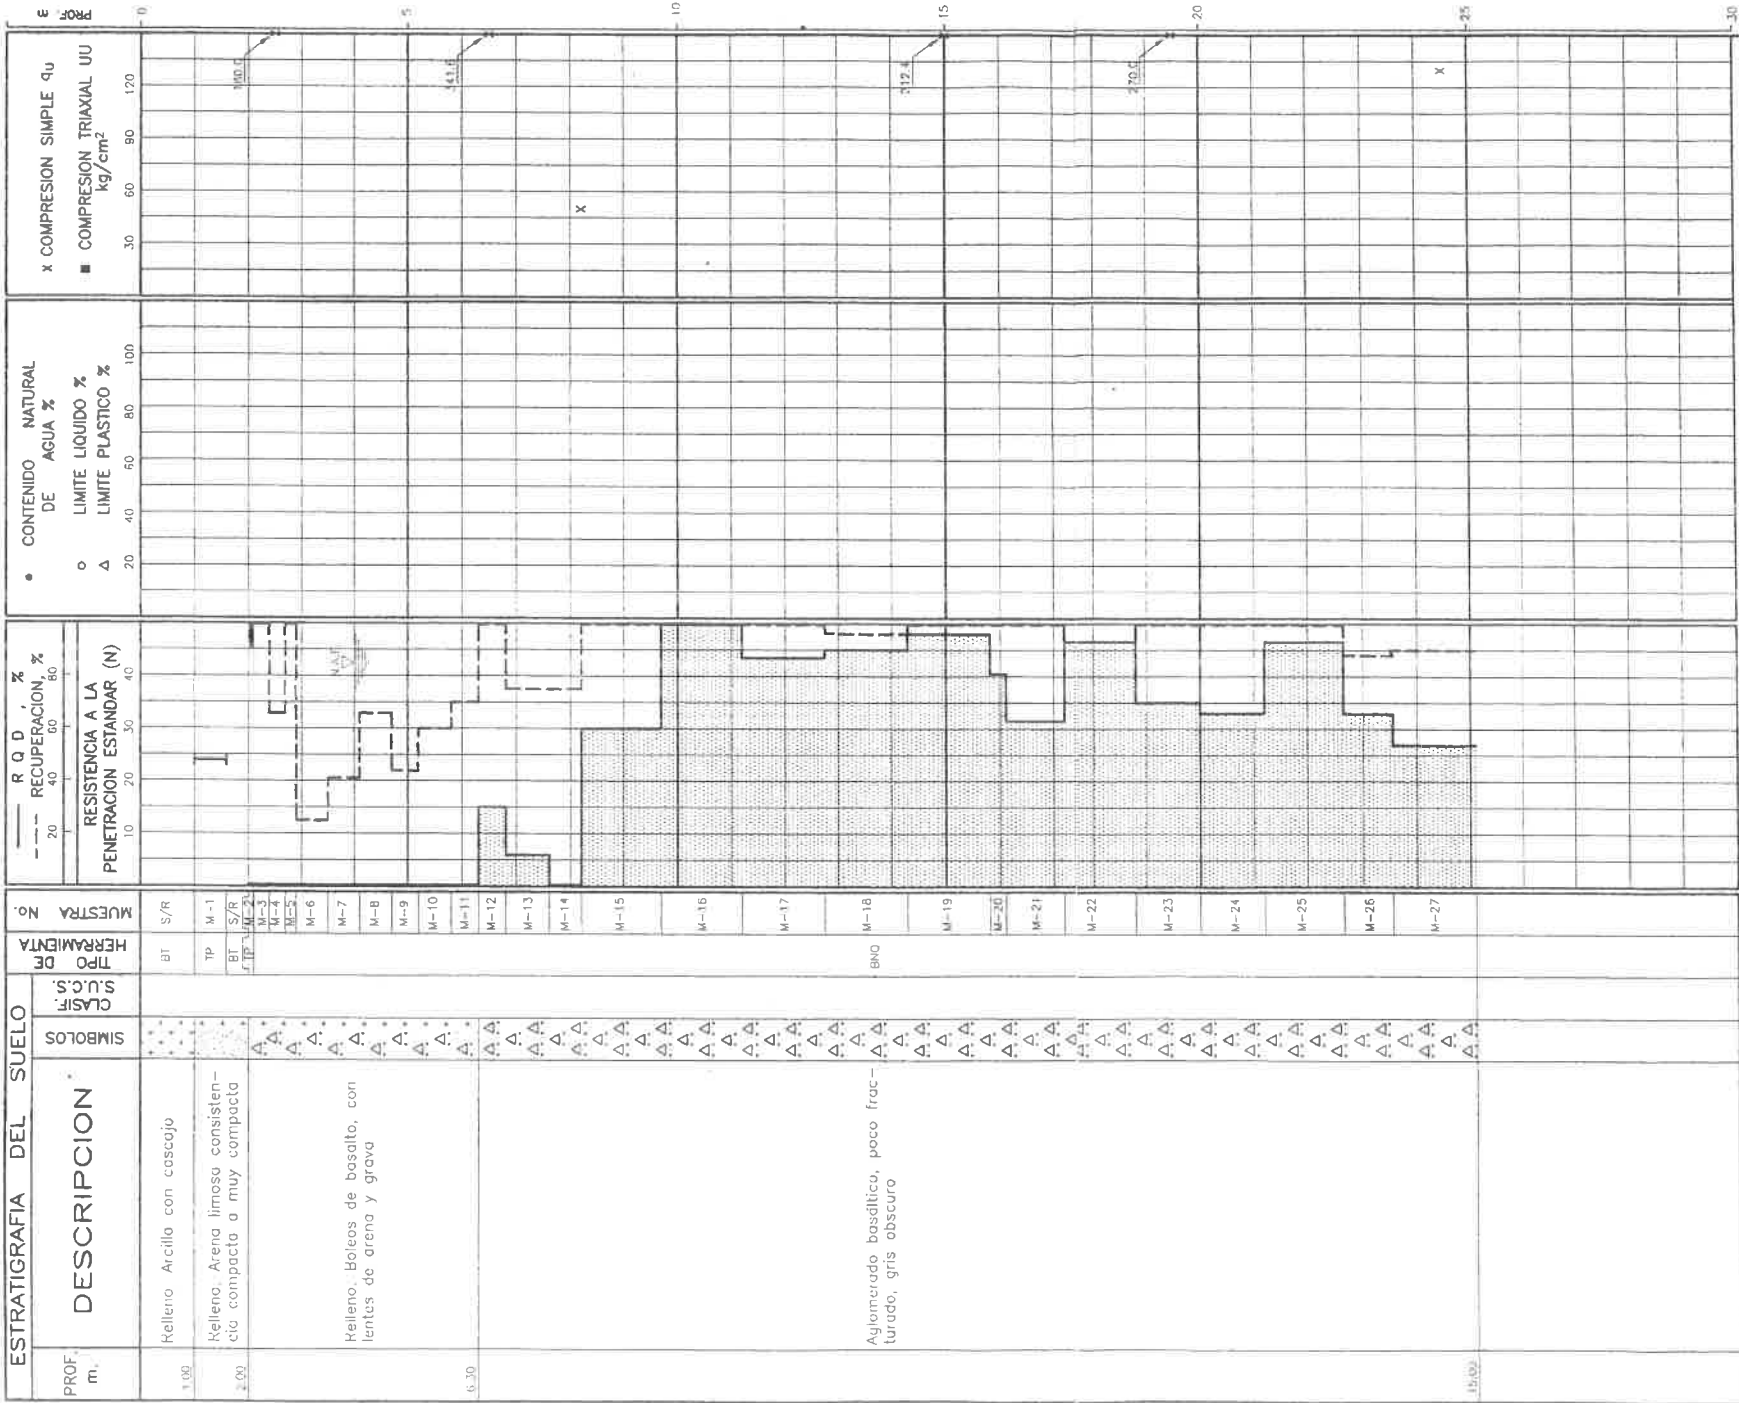 ESTRATIGRAFIA DEL SUELO
PROF. m.
DESCRIPCION
SIMBOLOS
CLASIF. S.U.C.S.
TIPO DE HERRAMIENTA
MUESTRA No.
R Q D , %
RECUPERACION, %
20 40 60 80
RESISTENCIA A LA
PENETRACION ESTANDAR (N)
10 20 30 40
CONTENIDO NATURAL
DE AGUA %
LIMITE LIQUIDO %
LIMITE PLASTICO %
20 40 60 80 100
x COMPRESION SIMPLE qu
COMPRESION TRIAXIAL UU
kg/cm²
30 60 90 120
PROF. m
0
5
10
15
20
25
30
1.00
2.00
6.30
Relleno Arcilla con cascajo
Relleno. Arena limosa consisten-
cia compacta a muy compacta
Relleno. Boleos de basalto, con
lentes de arena y grava
Aglomerado basáltico, poco frac-
turado, gris obscuro
BT
TP
BT
TP
BNQ
S/R
M-1
S/R
M-2
M-3
M-4
M-5
M-6
M-7
M-8
M-9
M-10
M-11
M-12
M-13
M-14
M-15
M-16
M-17
M-18
M-19
M-20
M-21
M-22
M-23
M-24
M-25
M-26
M-27
N.A.F.
212.4
270.0